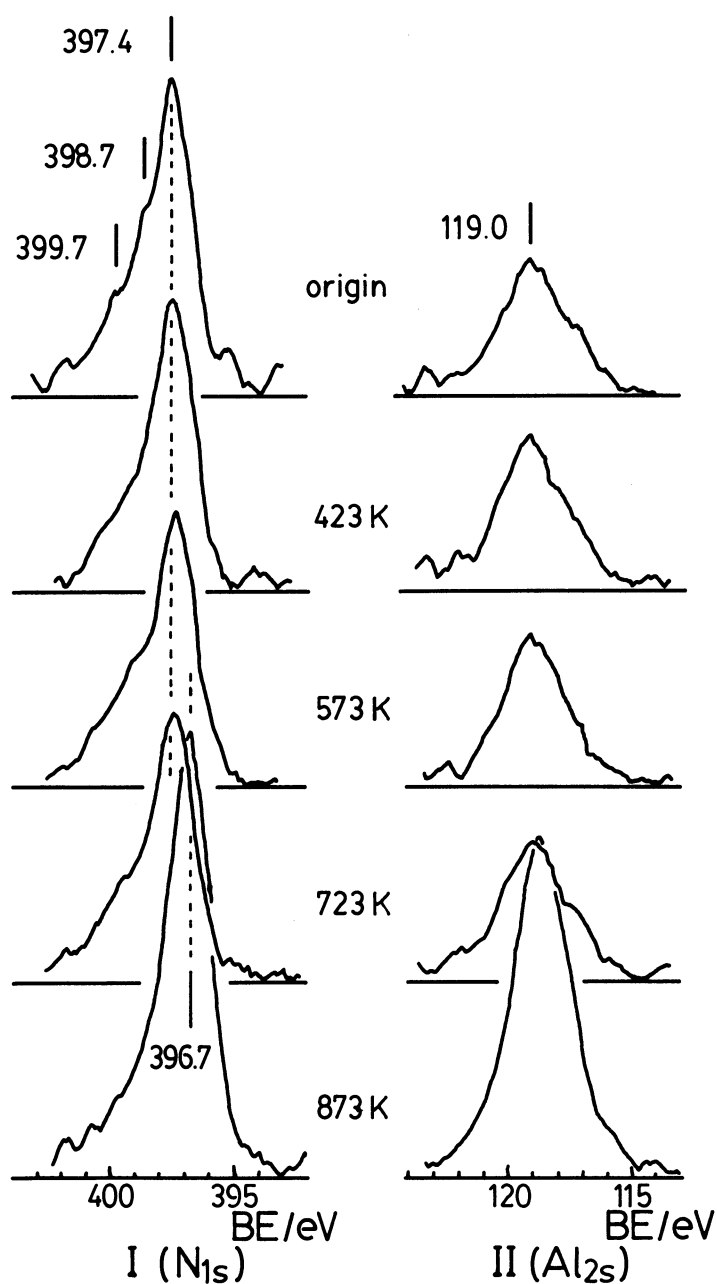 397.4
398.7
399.7
119.0
origin
423 K
573 K
723 K
396.7
873 K
400 395 120 115
BE/eV BE/eV
I (N1s) II (Al2s)